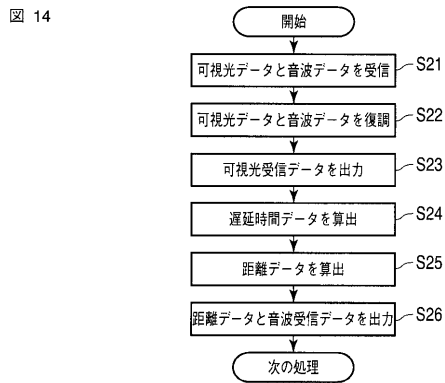 図 14
開始
可視光データと音波データを受信
S21
可視光データと音波データを復調
S22
可視光受信データを出力
S23
遅延時間データを算出
S24
距離データを算出
S25
距離データと音波受信データを出力
S26
次の処理